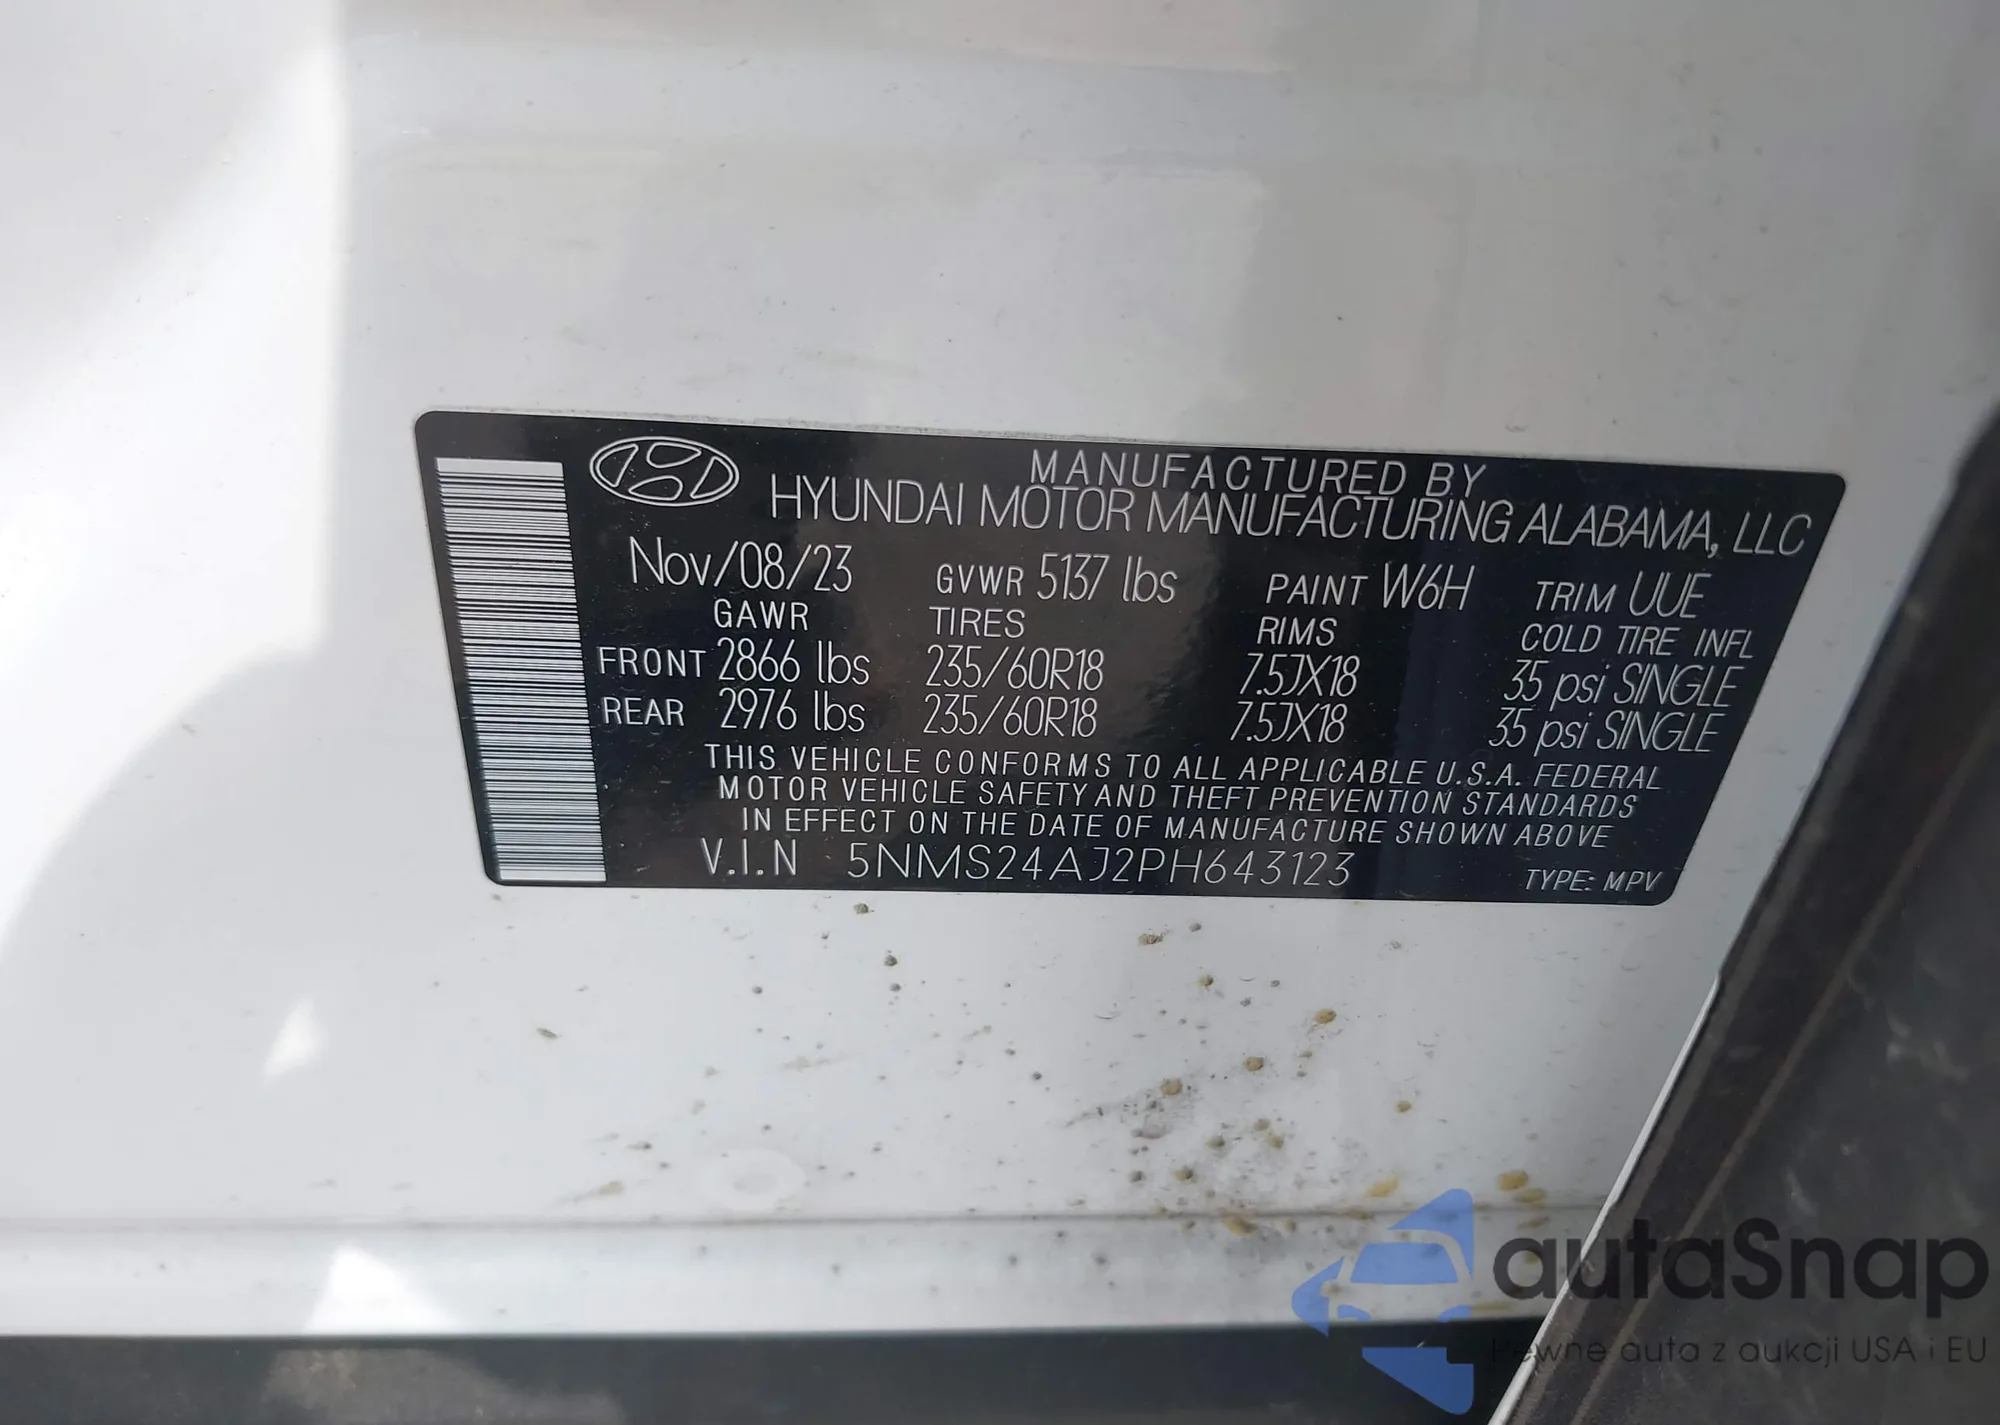 MANUFACTURED BY
HYUNDAI MOTOR MANUFACTURING ALABAMA, LLC
Nov/08/23 GVWR 5137 lbs PAINT W6H TRIM UUE
GAWR TIRES RIMS COLD TIRE INFL
FRONT 2866 lbs 235/60R18 7.5JX18 35 psi SINGLE
REAR 2976 lbs 235/60R18 7.5JX18 35 psi SINGLE
THIS VEHICLE CONFORMS TO ALL APPLICABLE U.S.A. FEDERAL
MOTOR VEHICLE SAFETY AND THEFT PREVENTION STANDARDS
IN EFFECT ON THE DATE OF MANUFACTURE SHOWN ABOVE
V.I.N 5NMS24AJ2PH643123 TYPE: MPV
autaSnap
Pewne auta z aukcji USA i EU